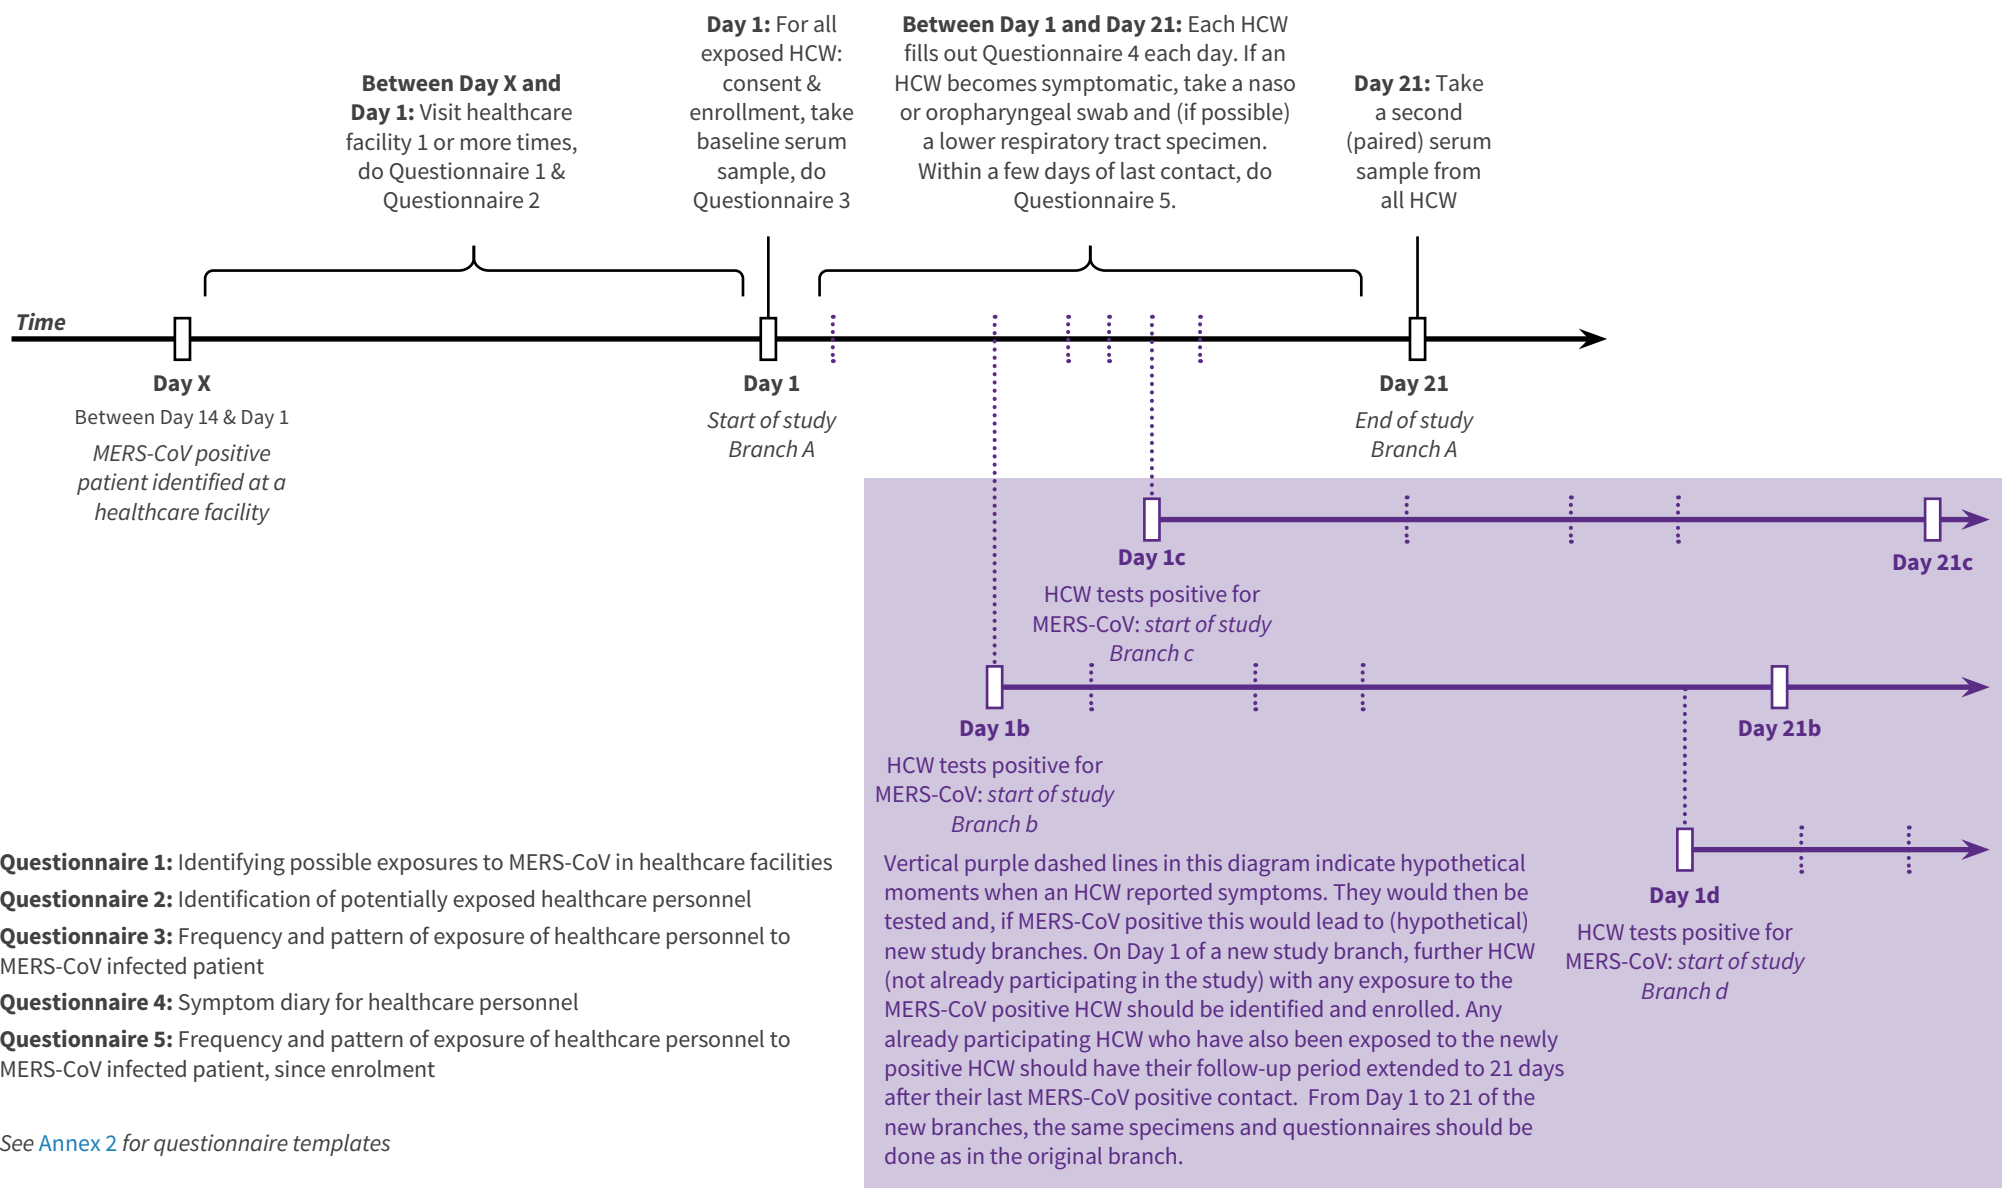 Between Day X and
Day 1: Visit healthcare
facility 1 or more times,
do Questionnaire 1 &
Questionnaire 2
Day 1: For all
exposed HCW:
consent &
enrollment, take
baseline serum
sample, do
Questionnaire 3
Between Day 1 and Day 21: Each HCW
fills out Questionnaire 4 each day. If an
HCW becomes symptomatic, take a naso
or oropharyngeal swab and (if possible)
a lower respiratory tract specimen.
Within a few days of last contact, do
Questionnaire 5.
Day 21: Take
a second
(paired) serum
sample from
all HCW
Time
Day X
Between Day 14 & Day 1
MERS-CoV positive
patient identified at a
healthcare facility
Day 1
Start of study
Branch A
Day 21
End of study
Branch A
Day 1c
HCW tests positive for
MERS-CoV: start of study
Branch c
Day 21c
Day 1b
HCW tests positive for
MERS-CoV: start of study
Branch b
Day 21b
Day 1d
HCW tests positive for
MERS-CoV: start of study
Branch d
Vertical purple dashed lines in this diagram indicate hypothetical
moments when an HCW reported symptoms. They would then be
tested and, if MERS-CoV positive this would lead to (hypothetical)
new study branches. On Day 1 of a new study branch, further HCW
(not already participating in the study) with any exposure to the
MERS-CoV positive HCW should be identified and enrolled. Any
already participating HCW who have also been exposed to the newly
positive HCW should have their follow-up period extended to 21 days
after their last MERS-CoV positive contact. From Day 1 to 21 of the
new branches, the same specimens and questionnaires should be
done as in the original branch.
Questionnaire 1: Identifying possible exposures to MERS-CoV in healthcare facilities
Questionnaire 2: Identification of potentially exposed healthcare personnel
Questionnaire 3: Frequency and pattern of exposure of healthcare personnel to
MERS-CoV infected patient
Questionnaire 4: Symptom diary for healthcare personnel
Questionnaire 5: Frequency and pattern of exposure of healthcare personnel to
MERS-CoV infected patient, since enrolment
See Annex 2 for questionnaire templates